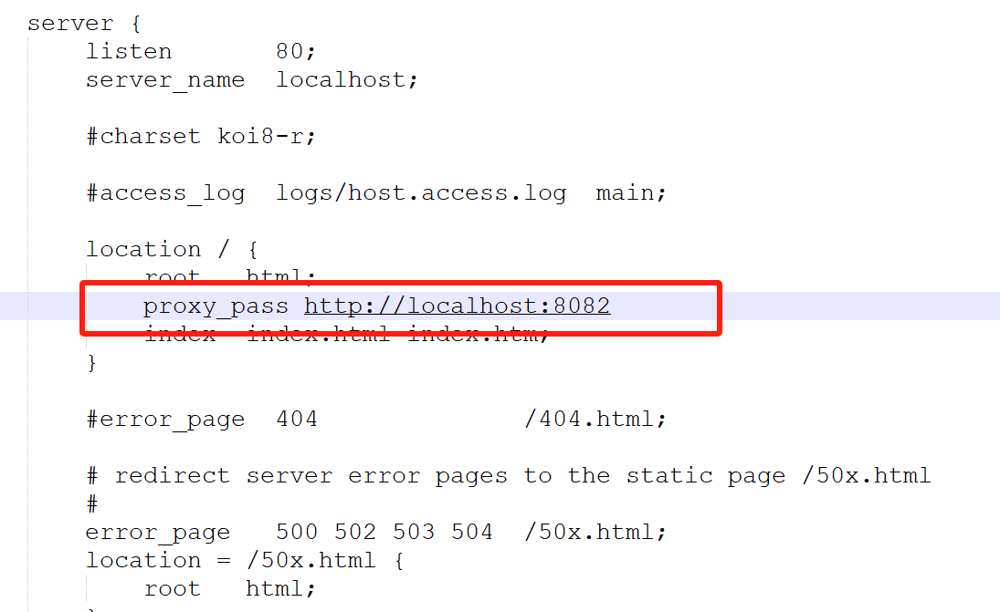 server {
listen 80;
server_name localhost;
#charset koi8-r;
#access_log logs/host.access.log main;
location / {
root html;
proxy_pass http://localhost:8082
index index.html index.htm;
}
#error_page 404 /404.html;
# redirect server error pages to the static page /50x.html
#
error_page 500 502 503 504 /50x.html;
location = /50x.html {
root html;